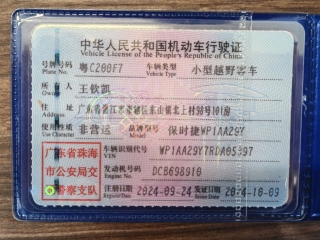 中华人民共和国机动车行驶证
Vehicle License of the People's Republic of China
号牌号码 粤C200F7 车辆类型 小型越野客车
Plate No. Vehicle Type
所有人 王钦凯
Owner
住址
Address
使用性质 非营运 品牌型号 保时捷WP1AA29Y
Use Character Model
广东省珠海 车辆识别代号
VIN
市公安局交 发动机号码 DCB698910
Engine No.
警察支队 注册日期 2024-09-24 发证日期
Register Date Issue Date